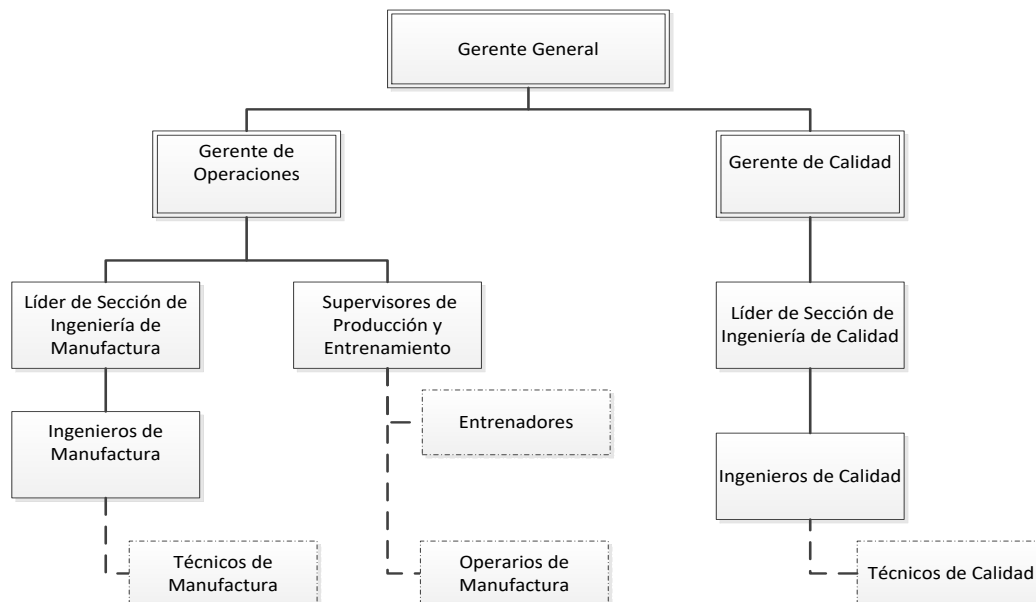 Gerente General
Gerente de
Operaciones
Gerente de Calidad
Líder de Sección de
Ingeniería de
Manufactura
Supervisores de
Producción y
Entrenamiento
Líder de Sección de
Ingeniería de Calidad
Ingenieros de
Manufactura
Entrenadores
Ingenieros de Calidad
Técnicos de
Manufactura
Operarios de
Manufactura
Técnicos de Calidad